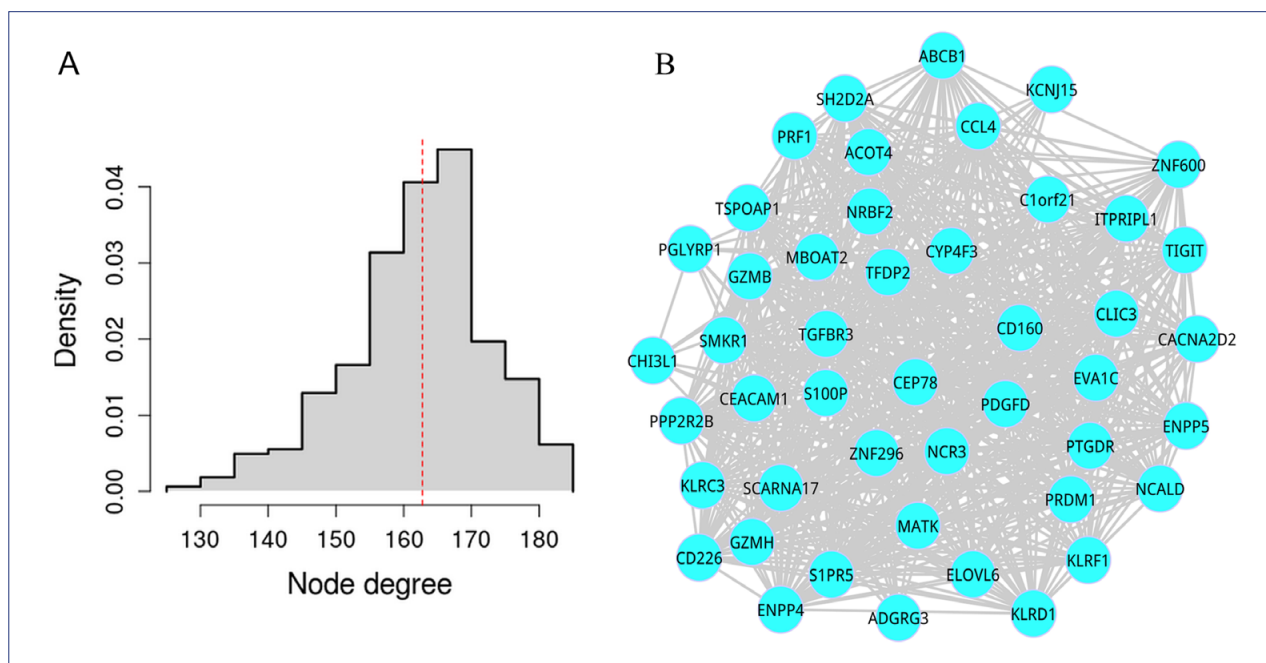 A
Density
0.00
0.01
0.02
0.03
0.04
130 140 150 160 170 180
Node degree
B
ABCB1
KCNJ15
SH2D2A
CCL4
PRF1
ACOT4
ZNF600
C1orf21
TSPOAP1
NRBF2
ITPRIPL1
PGLYRP1
MBOAT2
CYP4F3
TIGIT
GZMB
TFDP2
CLIC3
CD160
TGFBR3
SMKR1
CACNA2D2
CHI3L1
EVA1C
CEP78
S100P
CEACAM1
PDGFD
PPP2R2B
ENPP5
PTGDR
NCR3
ZNF296
KLRC3
SCARNA17
NCALD
PRDM1
MATK
GZMH
CD226
KLRF1
S1PR5
ELOVL6
ENPP4
ADGRG3
KLRD1